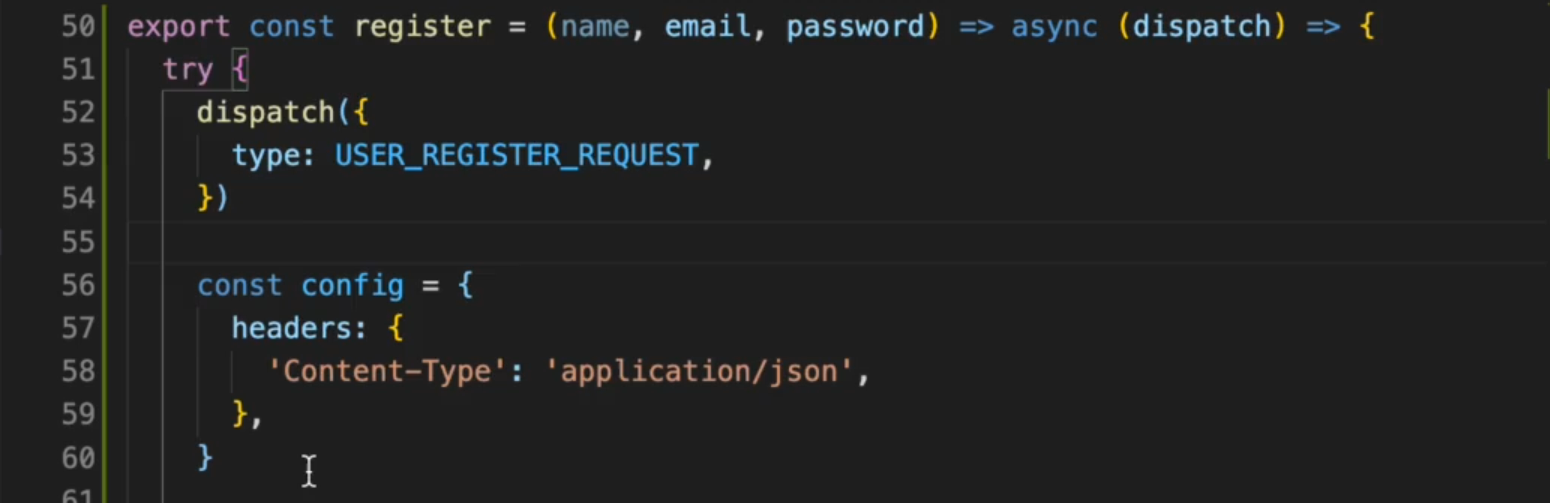 50 export const register = (name, email, password) => async (dispatch) => {
51 try {
52 dispatch({
53 type: USER_REGISTER_REQUEST,
54 })
55
56 const config = {
57 headers: {
58 'Content-Type': 'application/json',
59 },
60 }
61